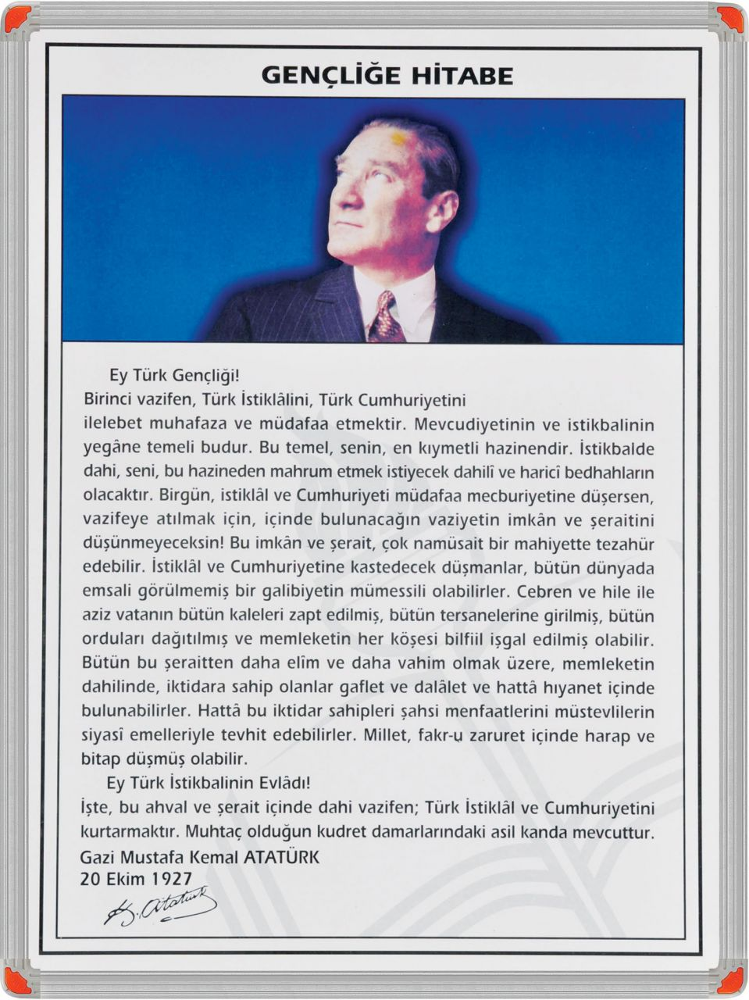 GENÇLİĞE HİTABE
Ey Türk Gençliği!
Birinci vazifen, Türk İstiklâlini, Türk Cumhuriyetini
ilelebet muhafaza ve müdafaa etmektir. Mevcudiyetinin ve istikbalinin
yegâne temeli budur. Bu temel, senin, en kıymetli hazinendir. İstikbalde
dahi, seni, bu hazineden mahrum etmek istiyecek dahilî ve haricî bedhahların
olacaktır. Birgün, istiklâl ve Cumhuriyeti müdafaa mecburiyetine düşersen,
vazifeye atılmak için, içinde bulunacağın vaziyetin imkân ve şeraitini
düşünmeyeceksin! Bu imkân ve şerait, çok namüsait bir mahiyette tezahür
edebilir. İstiklâl ve Cumhuriyetine kastedecek düşmanlar, bütün dünyada
emsali görülmemiş bir galibiyetin mümessili olabilirler. Cebren ve hile ile
aziz vatanın bütün kaleleri zapt edilmiş, bütün tersanelerine girilmiş, bütün
orduları dağıtılmış ve memleketin her köşesi bilfiil işgal edilmiş olabilir.
Bütün bu şeraitten daha elîm ve daha vahim olmak üzere, memleketin
dahilinde, iktidara sahip olanlar gaflet ve dalâlet ve hattâ hıyanet içinde
bulunabilirler. Hattâ bu iktidar sahipleri şahsi menfaatlerini müstevlilerin
siyasî emelleriyle tevhit edebilirler. Millet, fakr-u zaruret içinde harap ve
bitap düşmüş olabilir.
Ey Türk İstikbalinin Evlâdı!
İşte, bu ahval ve şerait içinde dahi vazifen; Türk İstiklâl ve Cumhuriyetini
kurtarmaktır. Muhtaç olduğun kudret damarlarındaki asil kanda mevcuttur.
Gazi Mustafa Kemal ATATÜRK
20 Ekim 1927
K. Atatürk